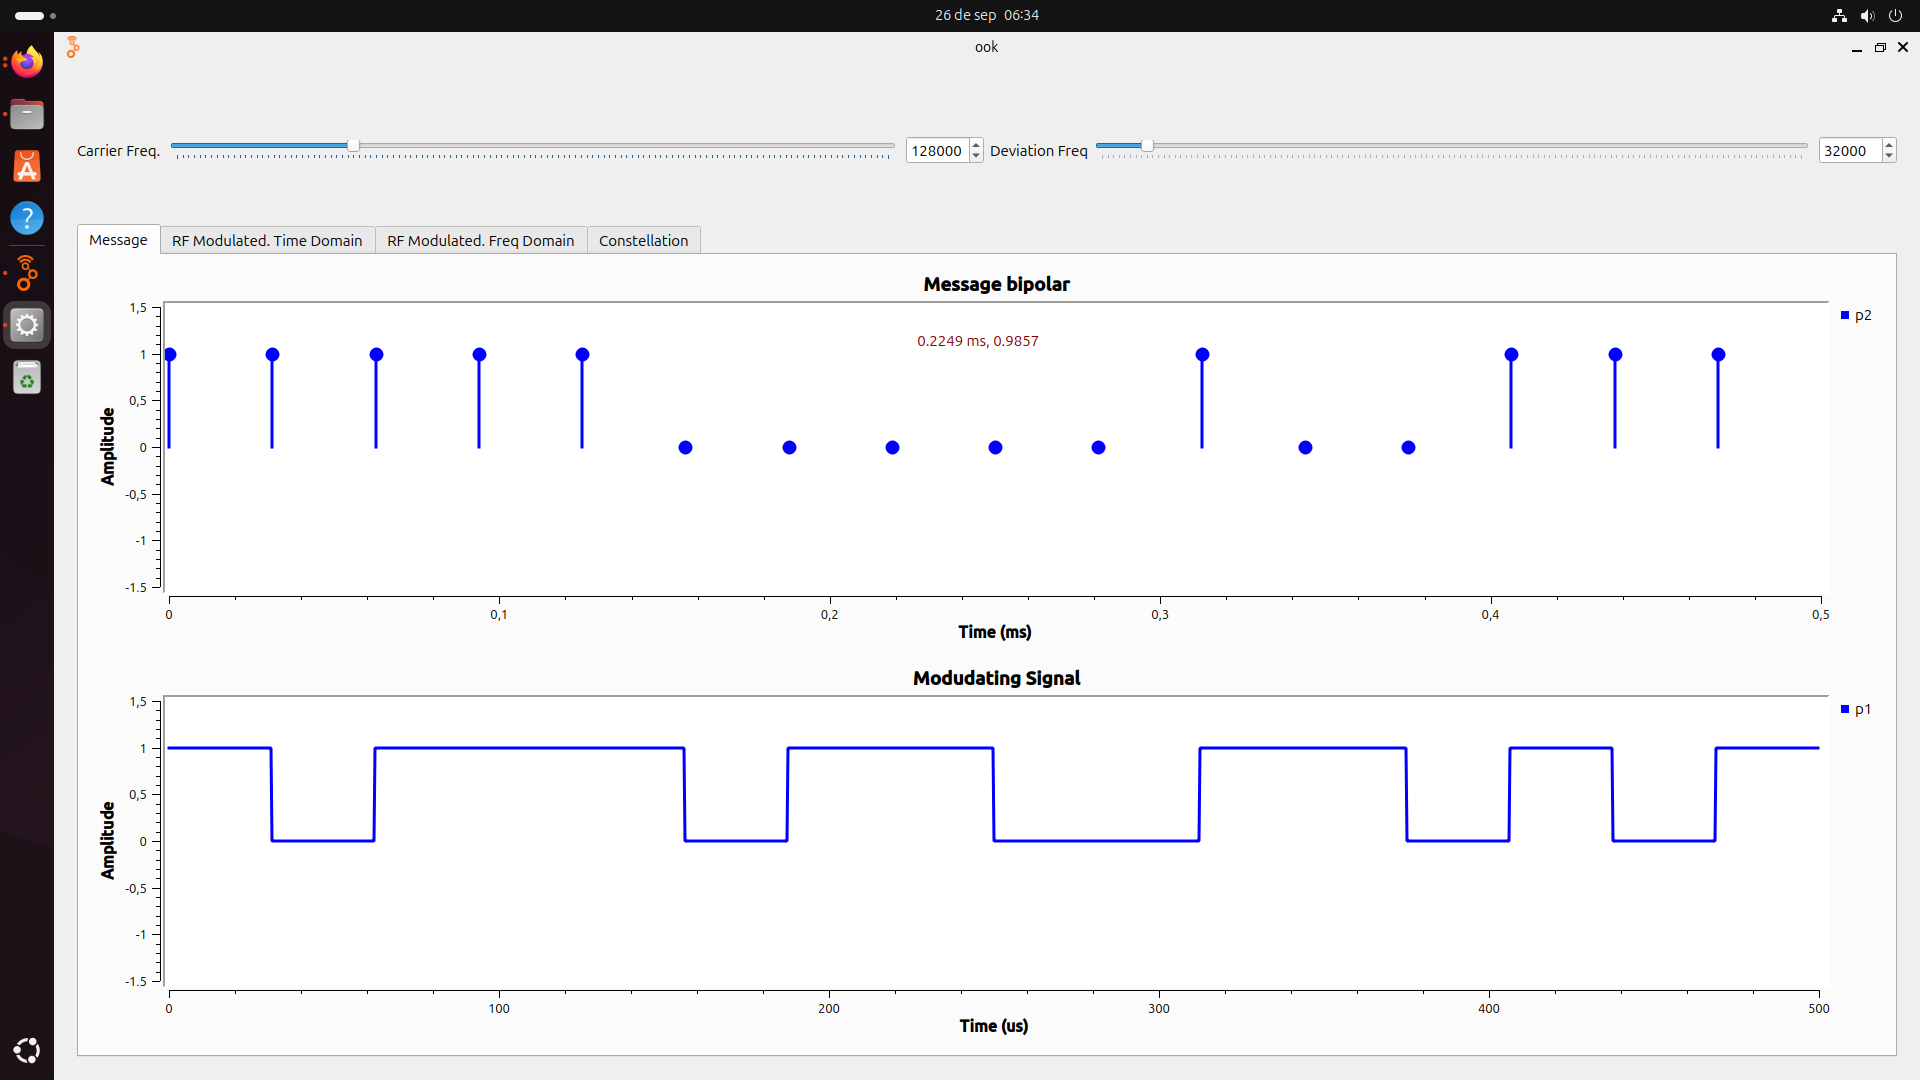 26 de sep 06:34
ook
Carrier Freq. 128000 Deviation Freq 32000
Message RF Modulated. Time Domain RF Modulated. Freq Domain Constellation
Message bipolar
1,5
1
0,5
0
-0,5
-1
-1.5
Amplitude
0.2249 ms, 0.9857
p2
0 0,1 0,2 0,3 0,4 0,5
Time (ms)
Modudating Signal
1,5
1
0,5
0
-0,5
-1
-1.5
Amplitude
p1
0 100 200 300 400 500
Time (us)